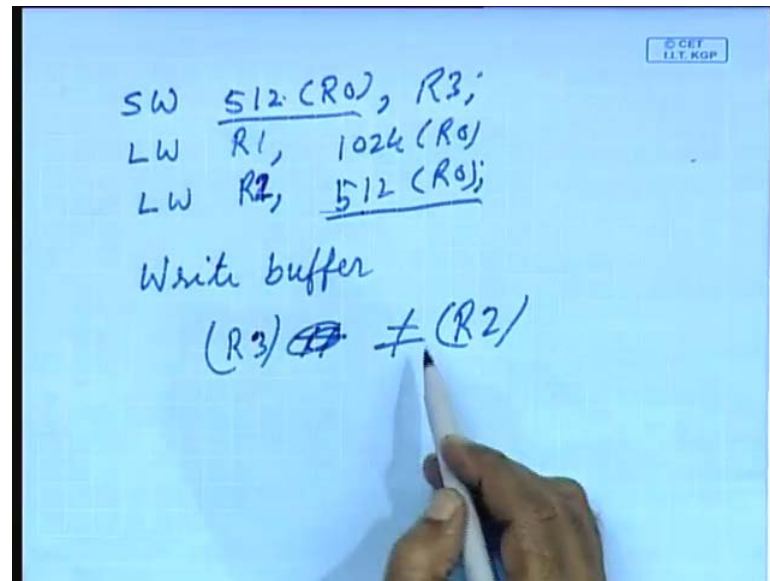 © CET
I.I.T. KGP
SW 512 (R0), R3;
LW R1, 1024 (R0)
LW R2, 512 (R0);
Write buffer
(R3) ≠ (R2)